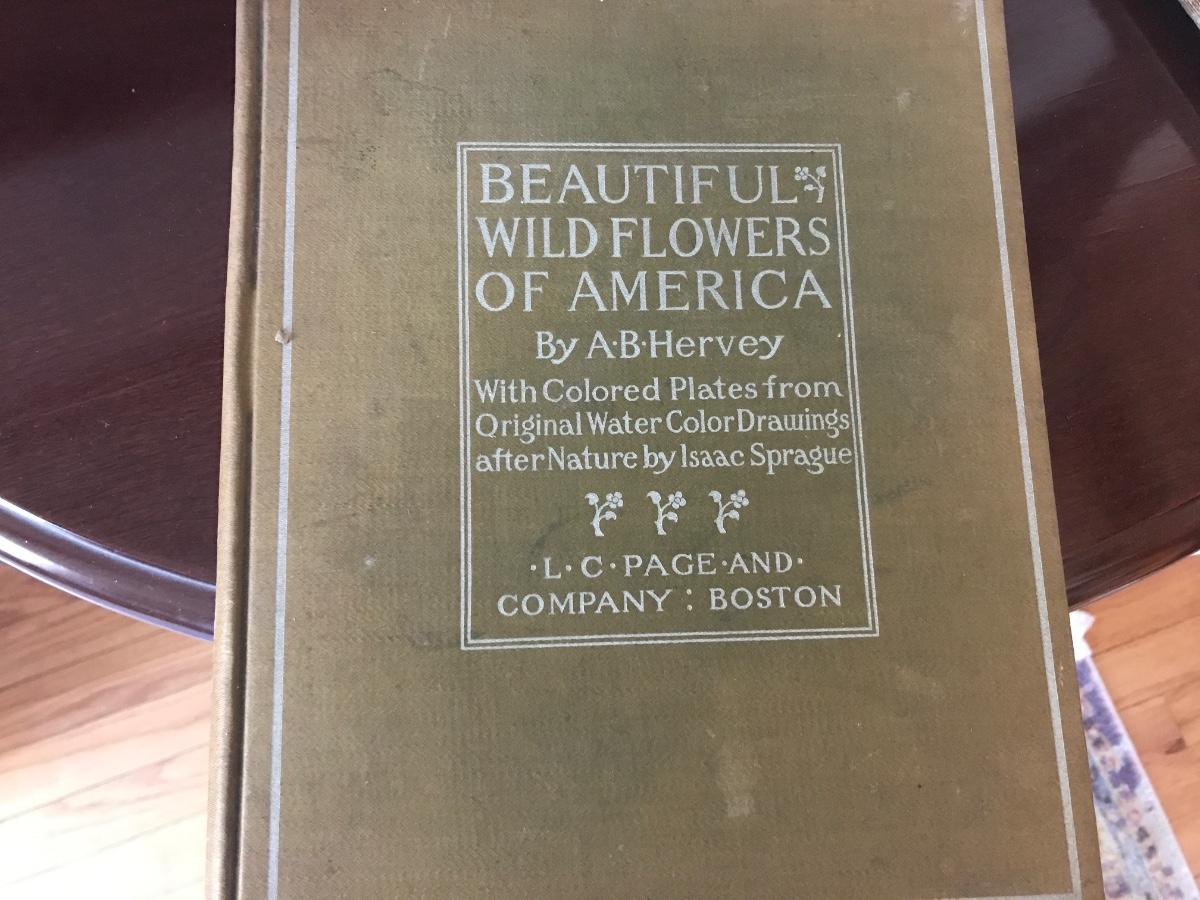 BEAUTIFUL
WILD FLOWERS
OF AMERICA
By A·B·Hervey
With Colored Plates from
Original Water Color Drawings
after Nature by Isaac Sprague
·L·C·PAGE·AND·
COMPANY : BOSTON